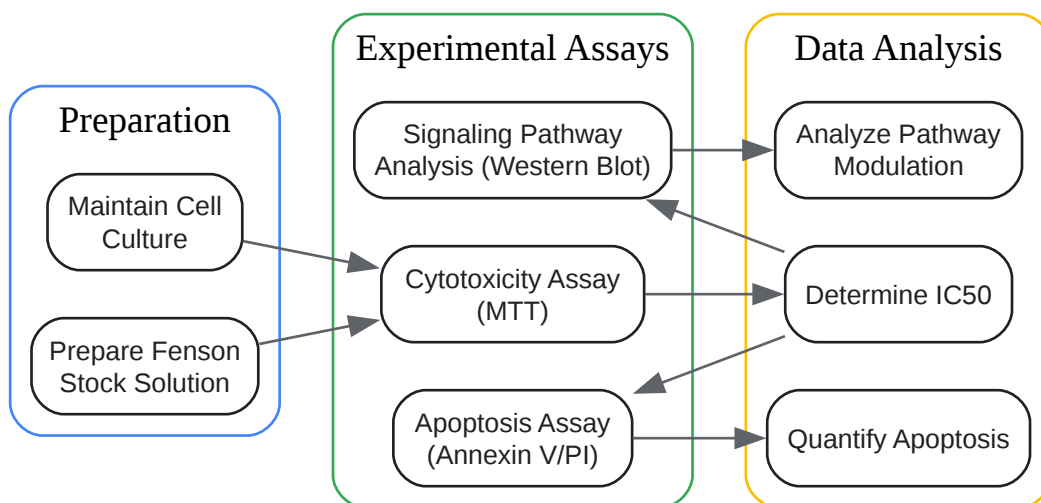 Preparation
Maintain Cell
Culture
Prepare Fenson
Stock Solution
Experimental Assays
Signaling Pathway
Analysis (Western Blot)
Cytotoxicity Assay
(MTT)
Apoptosis Assay
(Annexin V/PI)
Data Analysis
Analyze Pathway
Modulation
Determine IC50
Quantify Apoptosis